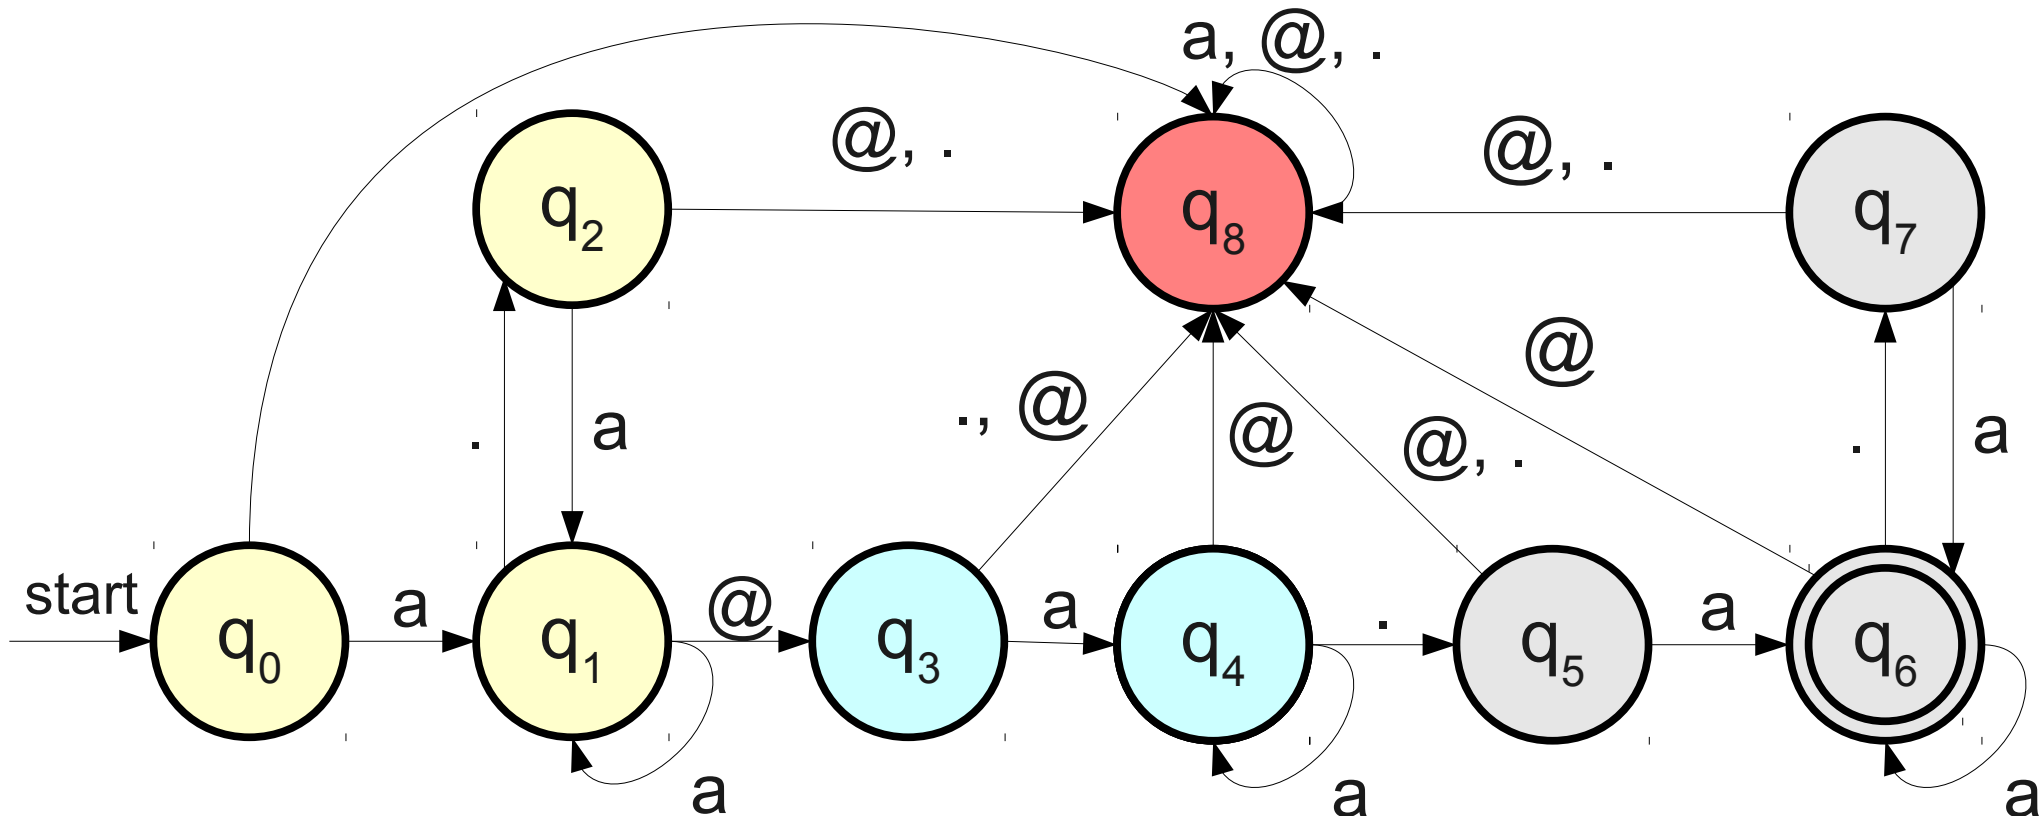 a, @, .
@, .
@, .
q2
q8
q7
@
., @
@
@, .
.
a
.
a
start
q0
a
q1
@
q3
a
q4
.
q5
a
q6
a
a
a